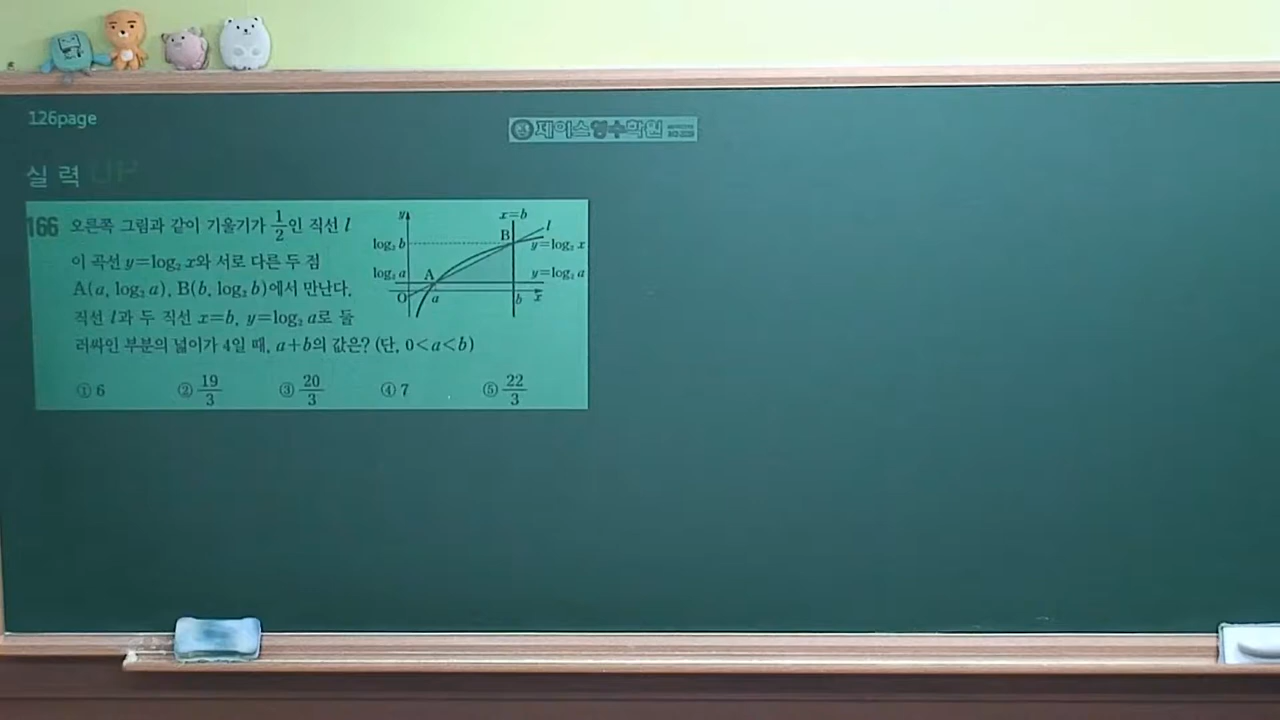 126page
제이스영수학원
실력 UP
166 오른쪽 그림과 같이 기울기가 1/2인 직선 l
이 곡선 y=log₂ x와 서로 다른 두 점
A(a, log₂ a), B(b, log₂ b)에서 만난다.
직선 l과 두 직선 x=b, y=log₂ a로 둘
러싸인 부분의 넓이가 4일 때, a+b의 값은? (단, 0<a<b)
y
x=b
l
B
log₂ b
y=log₂ x
log₂ a
A
y=log₂ a
O
a
b
x
① 6 ② 19/3 ③ 20/3 ④ 7 ⑤ 22/3